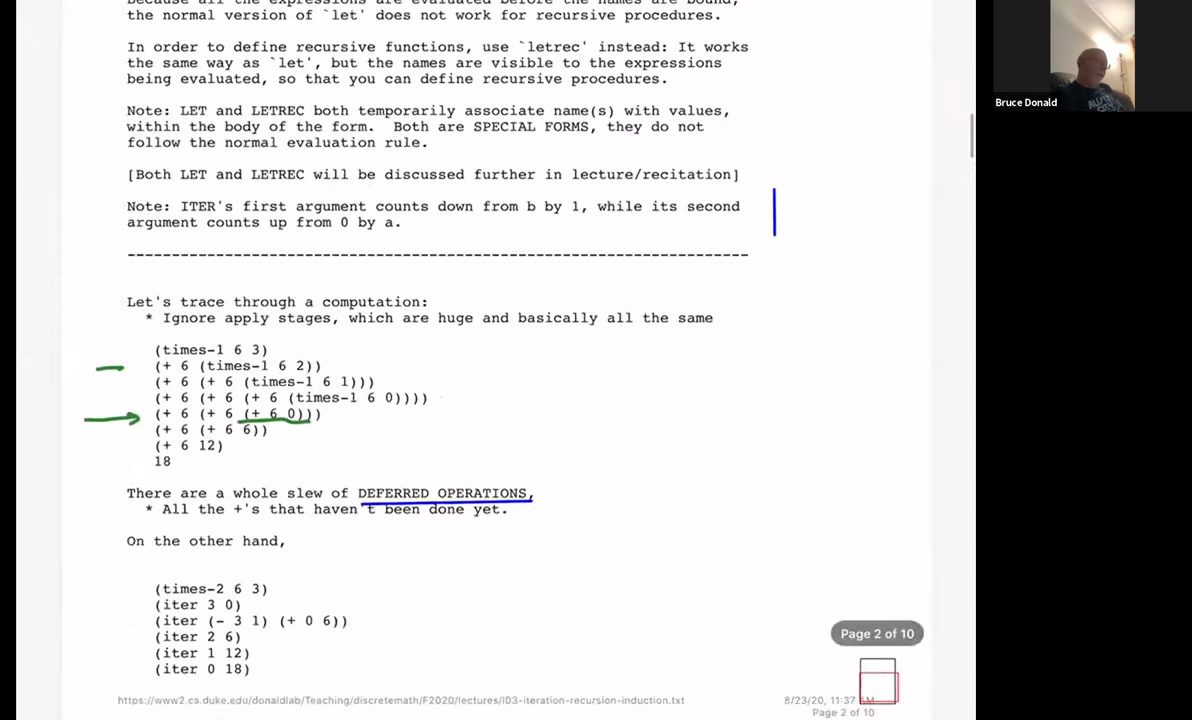 because all the expressions are evaluated before the names are bound,
the normal version of `let' does not work for recursive procedures.
In order to define recursive functions, use `letrec' instead: It works
the same way as `let', but the names are visible to the expressions
being evaluated, so that you can define recursive procedures.
Note: LET and LETREC both temporarily associate name(s) with values,
within the body of the form.  Both are SPECIAL FORMS, they do not
follow the normal evaluation rule.
[Both LET and LETREC will be discussed further in lecture/recitation]
Note: ITER's first argument counts down from b by 1, while its second
argument counts up from 0 by a.
---------------------------------------------------------------------
Let's trace through a computation:
* Ignore apply stages, which are huge and basically all the same
(times-1 6 3)
(+ 6 (times-1 6 2))
(+ 6 (+ 6 (times-1 6 1)))
(+ 6 (+ 6 (+ 6 (times-1 6 0))))
(+ 6 (+ 6 (+ 6 0)))
(+ 6 (+ 6 6))
(+ 6 12)
18
There are a whole slew of DEFERRED OPERATIONS,
* All the +'s that haven't been done yet.
On the other hand,
(times-2 6 3)
(iter 3 0)
(iter (- 3 1) (+ 0 6))
(iter 2 6)
(iter 1 12)
(iter 0 18)
Page 2 of 10
https://www2.cs.duke.edu/donaldlab/Teaching/discretemath/F2020/lectures/l03-iteration-recursion-induction.txt
8/23/20, 11:37
Page 2 of 10
Bruce Donald